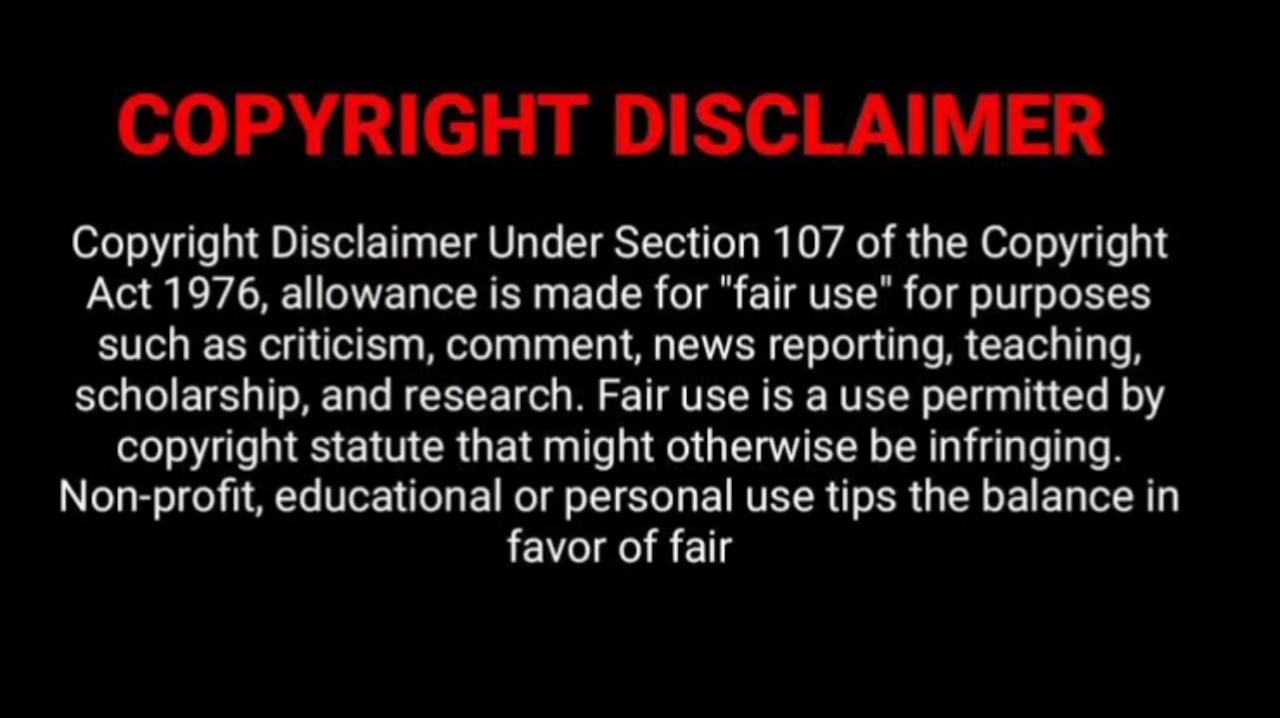 COPYRIGHT DISCLAIMER
Copyright Disclaimer Under Section 107 of the Copyright
Act 1976, allowance is made for "fair use" for purposes
such as criticism, comment, news reporting, teaching,
scholarship, and research. Fair use is a use permitted by
copyright statute that might otherwise be infringing.
Non-profit, educational or personal use tips the balance in
favor of fair